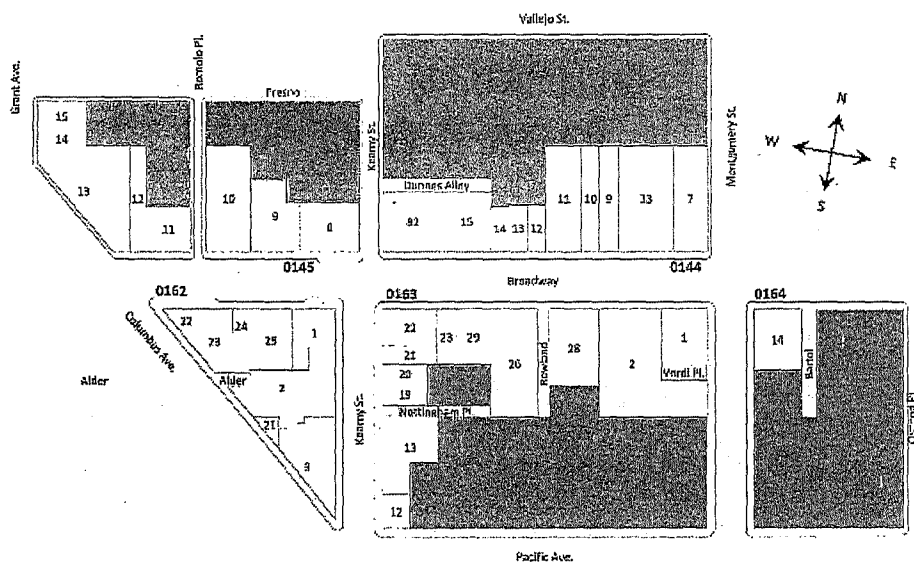 Vallejo St.
Grant Ave.
Romolo Pl.
Fresno
Kearny St.
Montgomery St.
N
W
E
S
15
14
13
12
11
10
9
8
Dunnes Alley
82
15
14
13
12
11
10
9
33
7
0145
0144
Broadway
0162
0163
0164
Columbus Ave.
22
23
24
25
1
Alder
Alder
2
21
3
Kearny St.
22
21
20
19
23
29
26
Rowland
28
2
1
Verdi Pl.
Nottingham Pl.
13
12
14
Bartol
Pacific Ave.